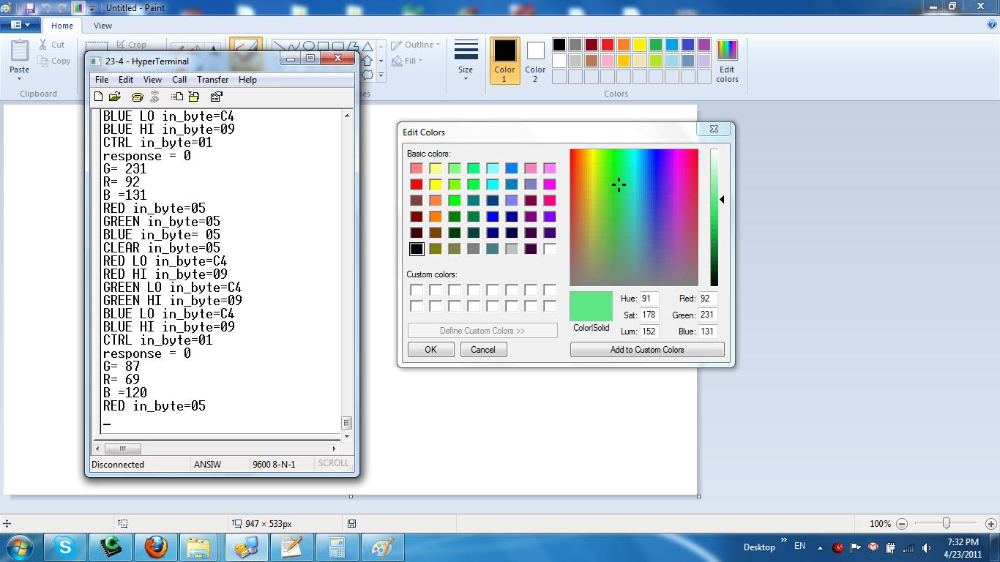 Untitled - Paint
Home
View
Paste
Cut
Copy
Crop
Clipboard
Outline
Fill
Size
Color
1
Color
2
Edit
colors
Colors
23-4 - HyperTerminal
File Edit View Call Transfer Help
BLUE LO in_byte=C4
BLUE HI in_byte=09
CTRL in_byte=01
response = 0
G= 231
R= 92
B =131
RED in_byte=05
GREEN in_byte=05
BLUE in_byte= 05
CLEAR in_byte=05
RED LO in_byte=C4
RED HI in_byte=09
GREEN LO in_byte=C4
GREEN HI in_byte=09
BLUE LO in_byte=C4
BLUE HI in_byte=09
CTRL in_byte=01
response = 0
G= 87
R= 69
B =120
RED in_byte=05
_
Disconnected ANSIW 9600 8-N-1 SCROLL
Edit Colors
Basic colors:
Custom colors:
Define Custom Colors >>
OK Cancel
Color|Solid
Hue: 91 Red: 92
Sat: 178 Green: 231
Lum: 152 Blue: 131
Add to Custom Colors
947 × 533px
100%
Desktop
EN
7:32 PM
4/23/2011